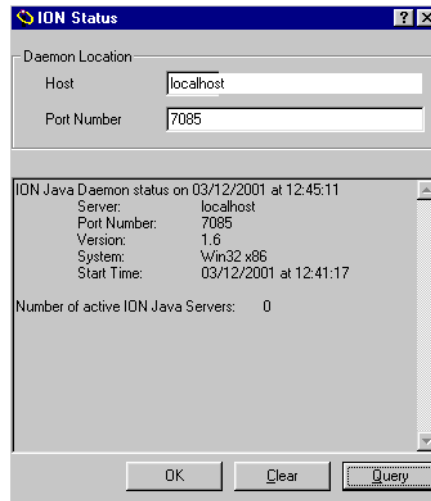 ION Status
Daemon Location
Host localhost
Port Number 7085
ION Java Daemon status on 03/12/2001 at 12:45:11
Server: localhost
Port Number: 7085
Version: 1.6
System: Win32 x86
Start Time: 03/12/2001 at 12:41:17
Number of active ION Java Servers: 0
OK Clear Query